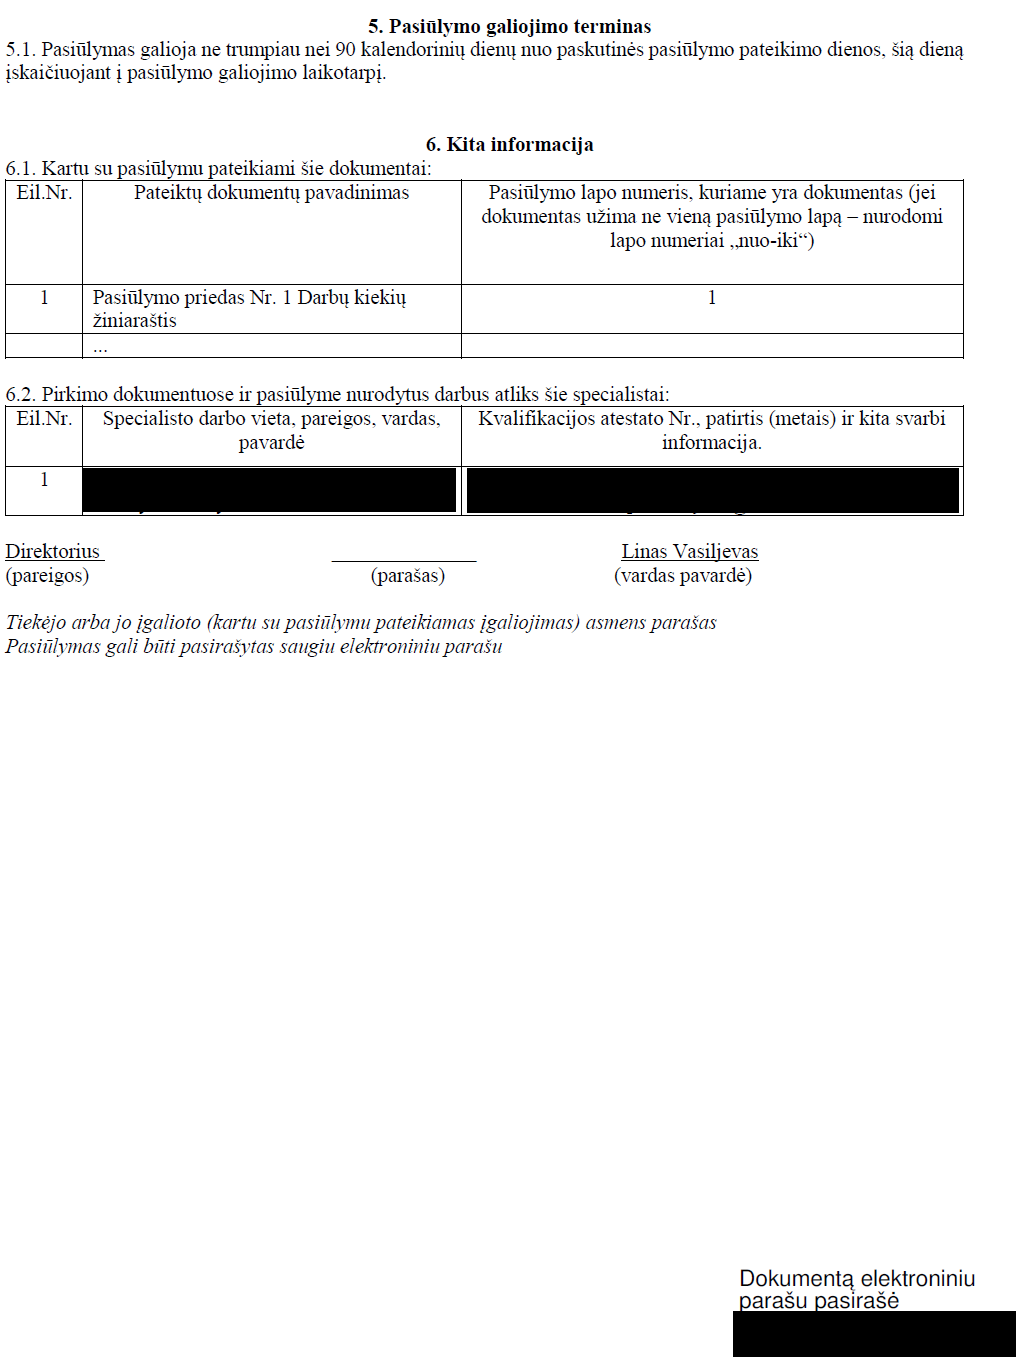 5. Pasiūlymo galiojimo terminas
5.1. Pasiūlymas galioja ne trumpiau nei 90 kalendorinių dienų nuo paskutinės pasiūlymo pateikimo dienos, šią dieną
įskaičiuojant į pasiūlymo galiojimo laikotarpį.
6. Kita informacija
6.1. Kartu su pasiūlymu pateikiami šie dokumentai:
Eil.Nr.
Pateiktų dokumentų pavadinimas
Pasiūlymo lapo numeris, kuriame yra dokumentas (jei
dokumentas užima ne vieną pasiūlymo lapą – nurodomi
lapo numeriai „nuo-iki“)
1
Pasiūlymo priedas Nr. 1 Darbų kiekių
žiniaraštis
1
...
6.2. Pirkimo dokumentuose ir pasiūlyme nurodytus darbus atliks šie specialistai:
Eil.Nr.
Specialisto darbo vieta, pareigos, vardas,
pavardė
Kvalifikacijos atestato Nr., patirtis (metais) ir kita svarbi
informacija.
1
Direktorius ______________ Linas Vasiljevas
(pareigos) (parašas) (vardas pavardė)
Tiekėjo arba jo įgalioto (kartu su pasiūlymu pateikiamas įgaliojimas) asmens parašas
Pasiūlymas gali būti pasirašytas saugiu elektroniniu parašu
Dokumentą elektroniniu
parašu pasirašė